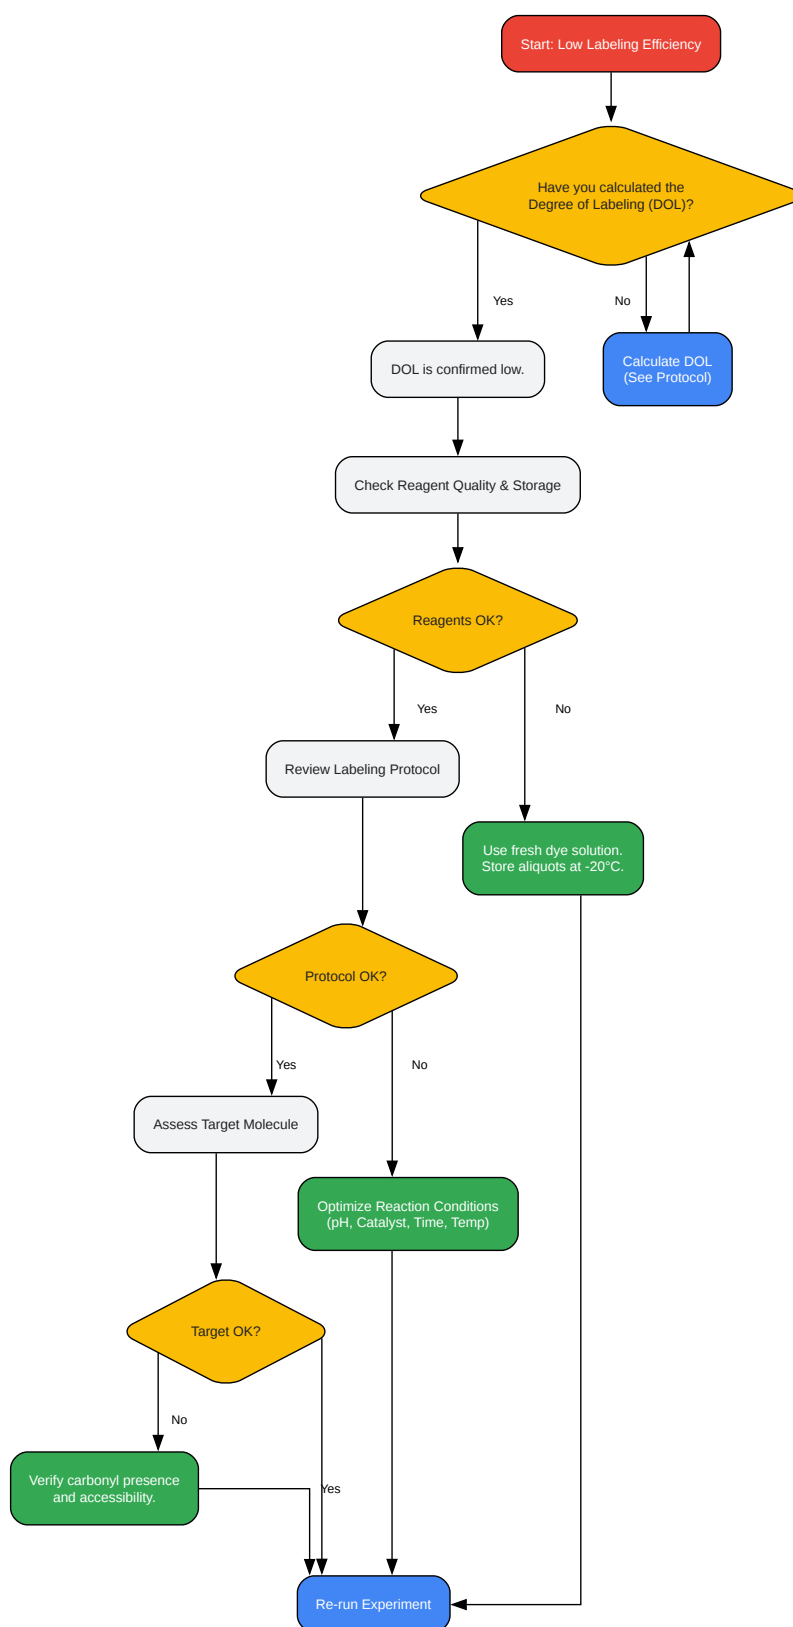 Start: Low Labeling Efficiency
Have you calculated the
Degree of Labeling (DOL)?
Yes
No
DOL is confirmed low.
Calculate DOL
(See Protocol)
Check Reagent Quality & Storage
Reagents OK?
Yes
No
Review Labeling Protocol
Use fresh dye solution.
Store aliquots at -20°C.
Protocol OK?
Yes
No
Assess Target Molecule
Optimize Reaction Conditions
(pH, Catalyst, Time, Temp)
Target OK?
No
Yes
Verify carbonyl presence
and accessibility.
Re-run Experiment